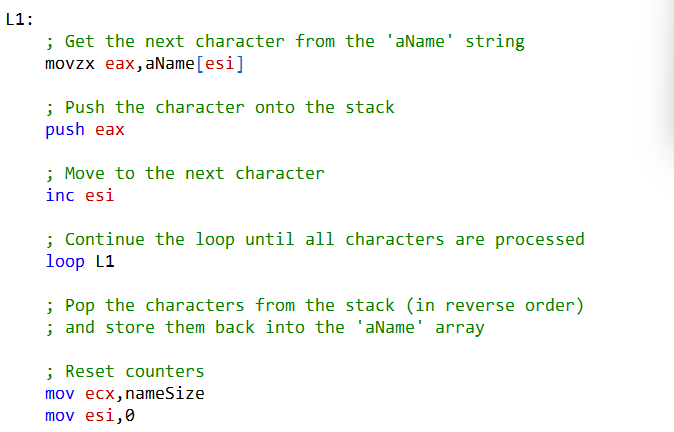 L1:
; Get the next character from the 'aName' string
movzx eax,aName[esi]
; Push the character onto the stack
push eax
; Move to the next character
inc esi
; Continue the loop until all characters are processed
loop L1
; Pop the characters from the stack (in reverse order)
; and store them back into the 'aName' array
; Reset counters
mov ecx,nameSize
mov esi,0